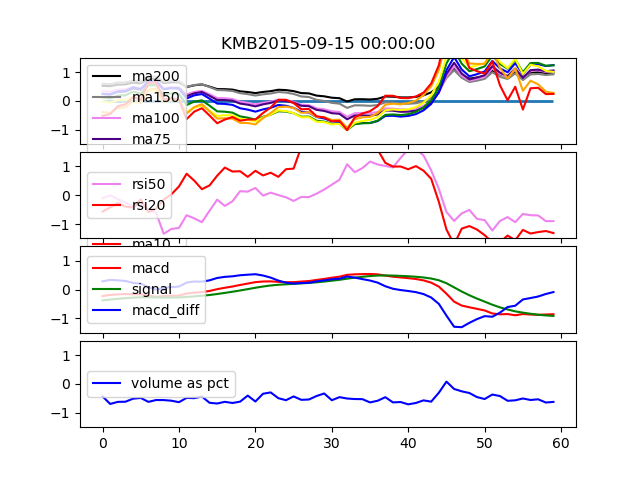 KMB2015-09-15 00:00:00
1
0
−1
ma200
ma150
ma100
ma75
1
0
−1
rsi50
rsi20
ma10
1
0
−1
macd
signal
macd_diff
1
0
−1
volume as pct
0 10 20 30 40 50 60